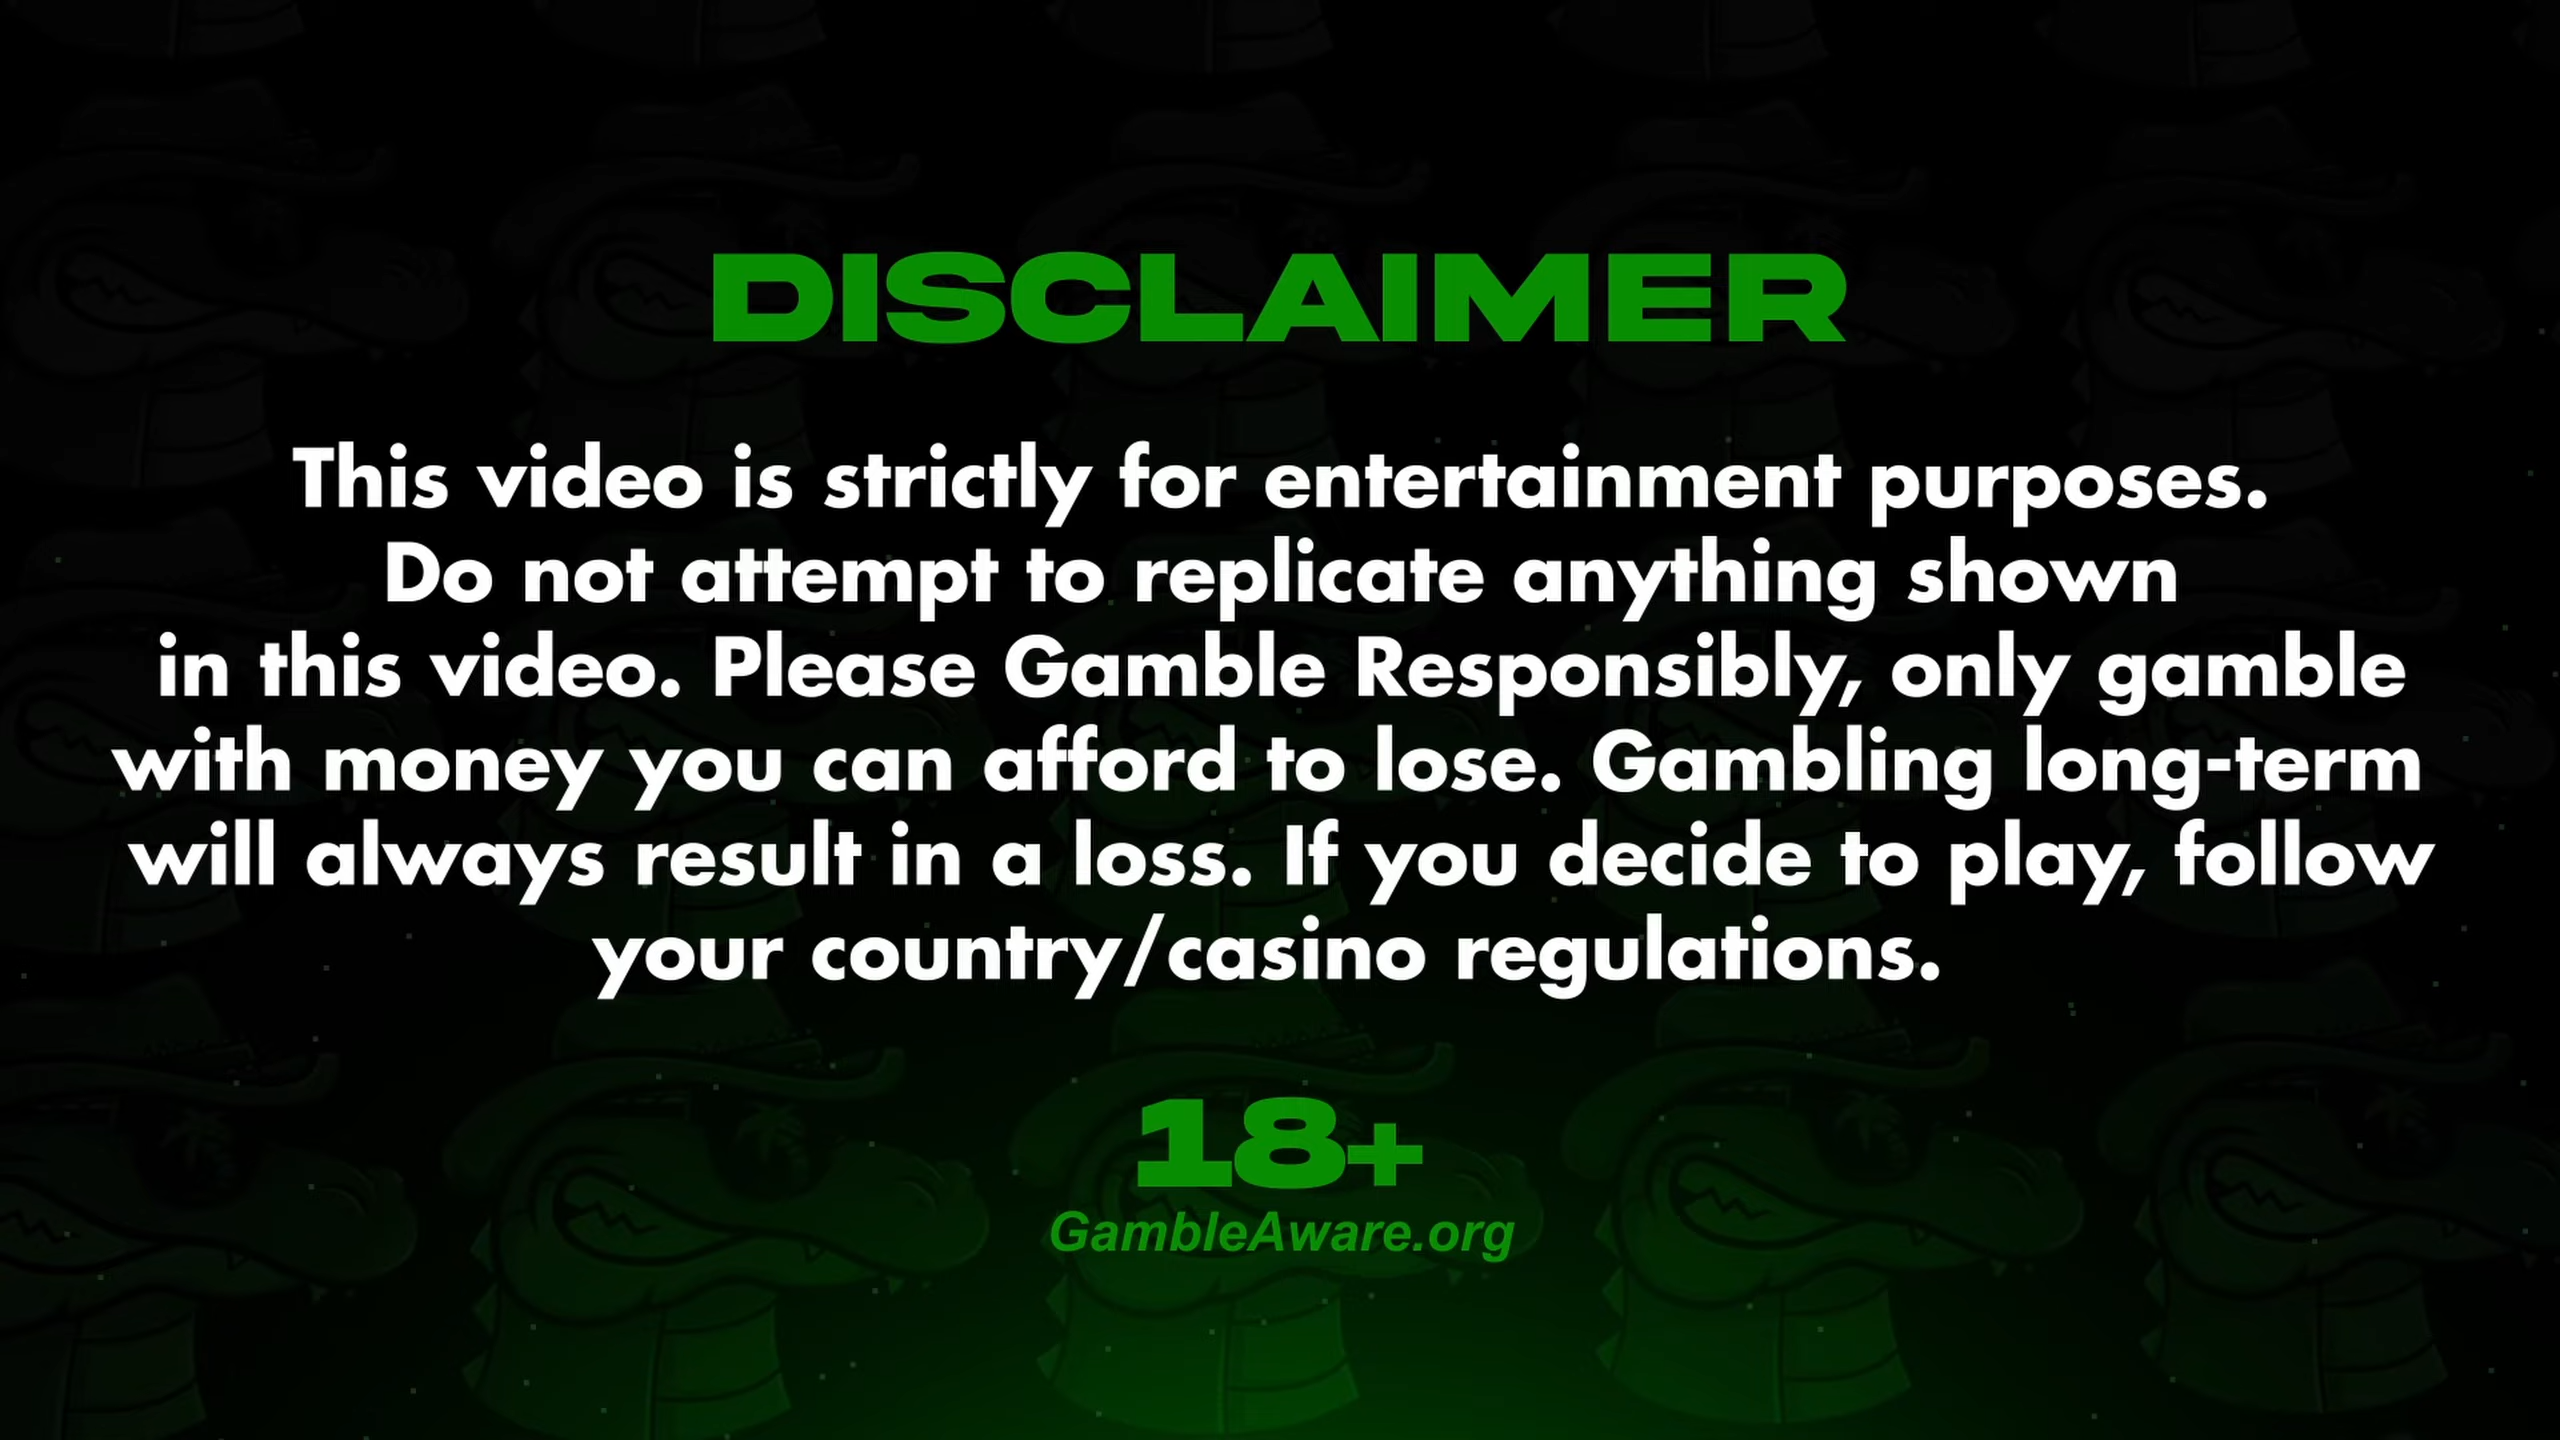 DISCLAIMER
This video is strictly for entertainment purposes.
Do not attempt to replicate anything shown
in this video. Please Gamble Responsibly, only gamble
with money you can afford to lose. Gambling long-term
will always result in a loss. If you decide to play, follow
your country/casino regulations.
18+
GambleAware.org